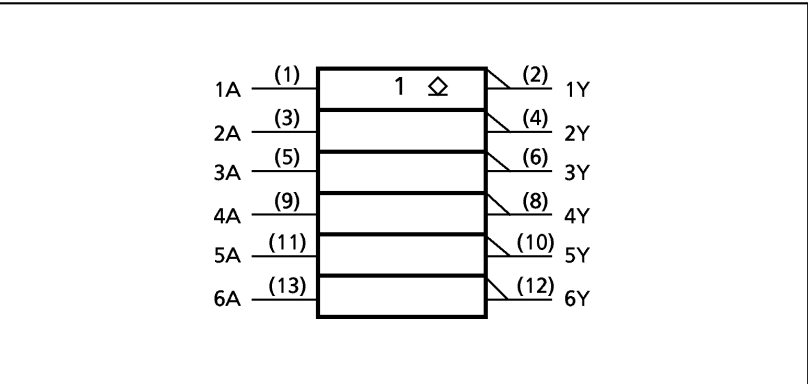 1A (1) 1 ⎐ (2) 1Y
2A (3) (4) 2Y
3A (5) (6) 3Y
4A (9) (8) 4Y
5A (11) (10) 5Y
6A (13) (12) 6Y